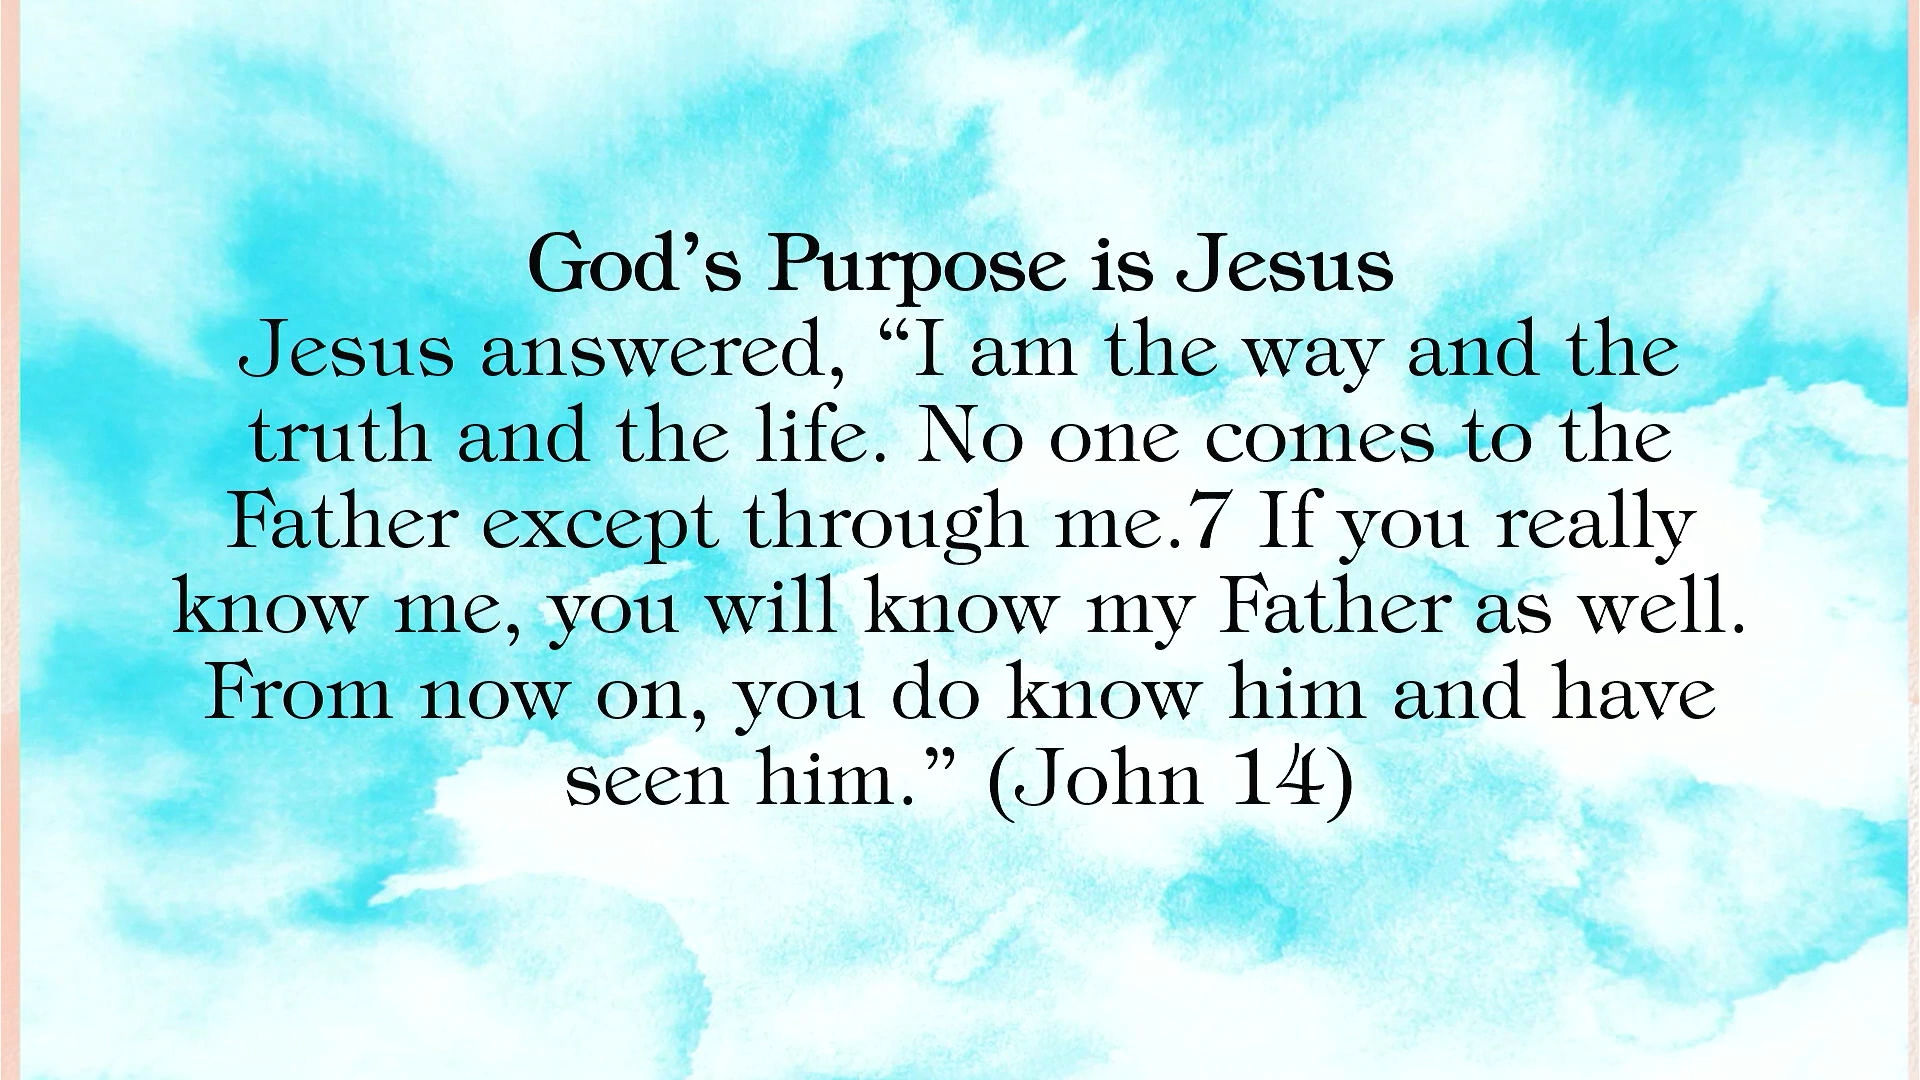 God’s Purpose is Jesus
Jesus answered, “I am the way and the
truth and the life. No one comes to the
Father except through me.7 If you really
know me, you will know my Father as well.
From now on, you do know him and have
seen him.” (John 14)